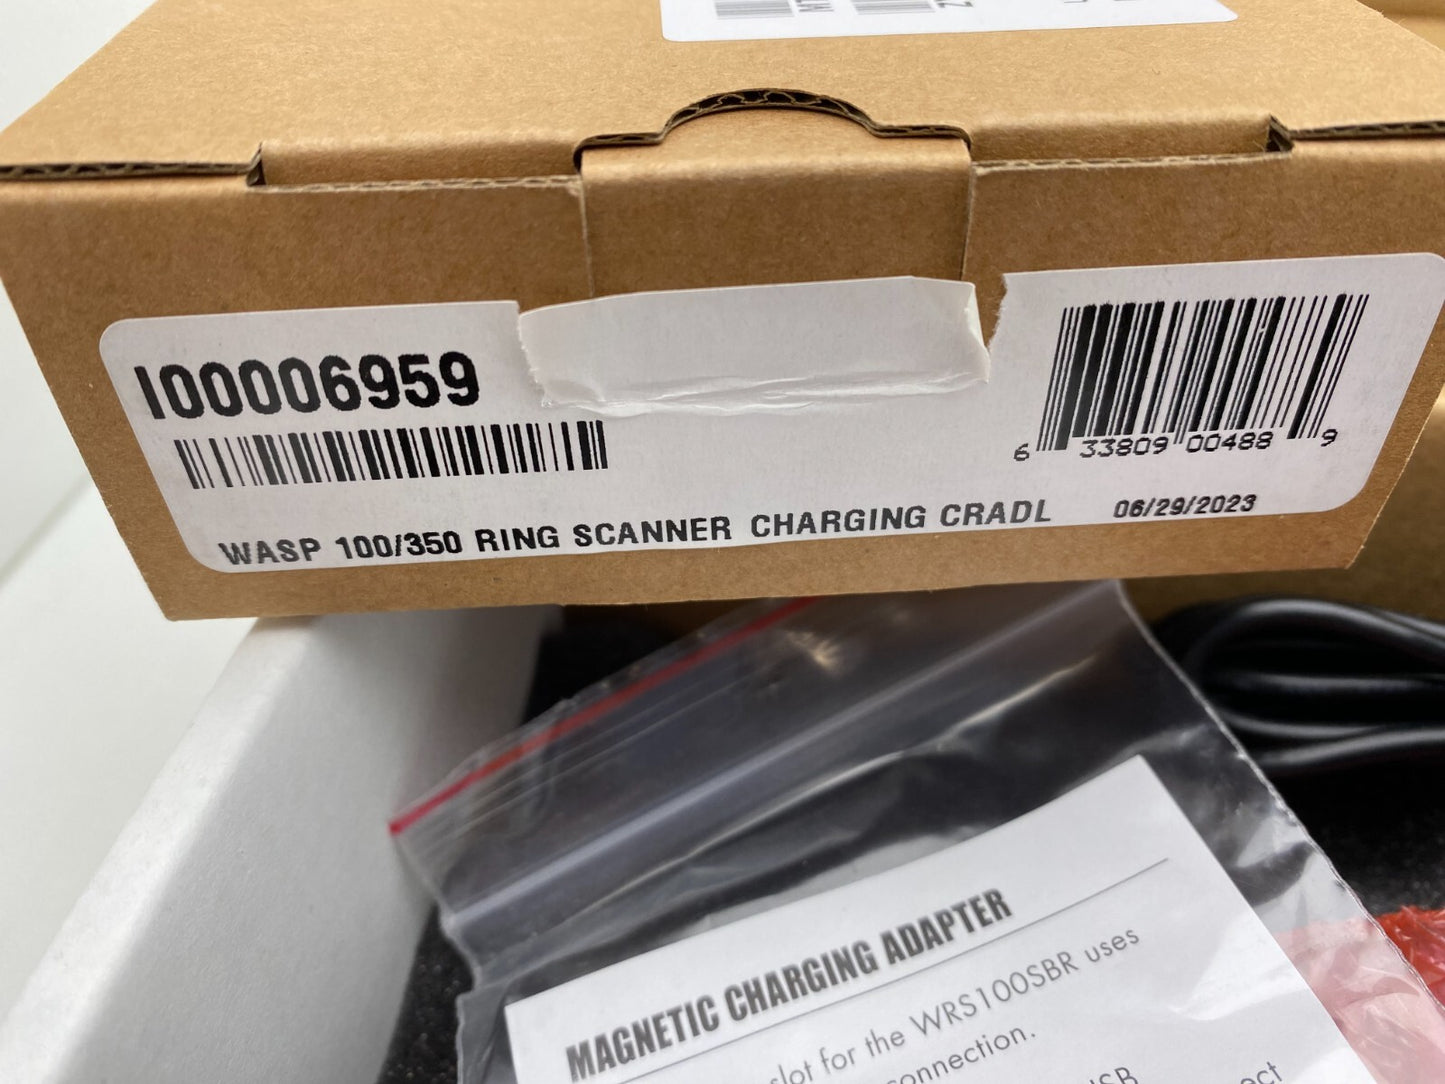 I00006959
6 33809 00488 9
WASP 100/350 RING SCANNER CHARGING CRADL 06/29/2023
MAGNETIC CHARGING ADAPTER
slot for the WRS100SBR uses
connection.